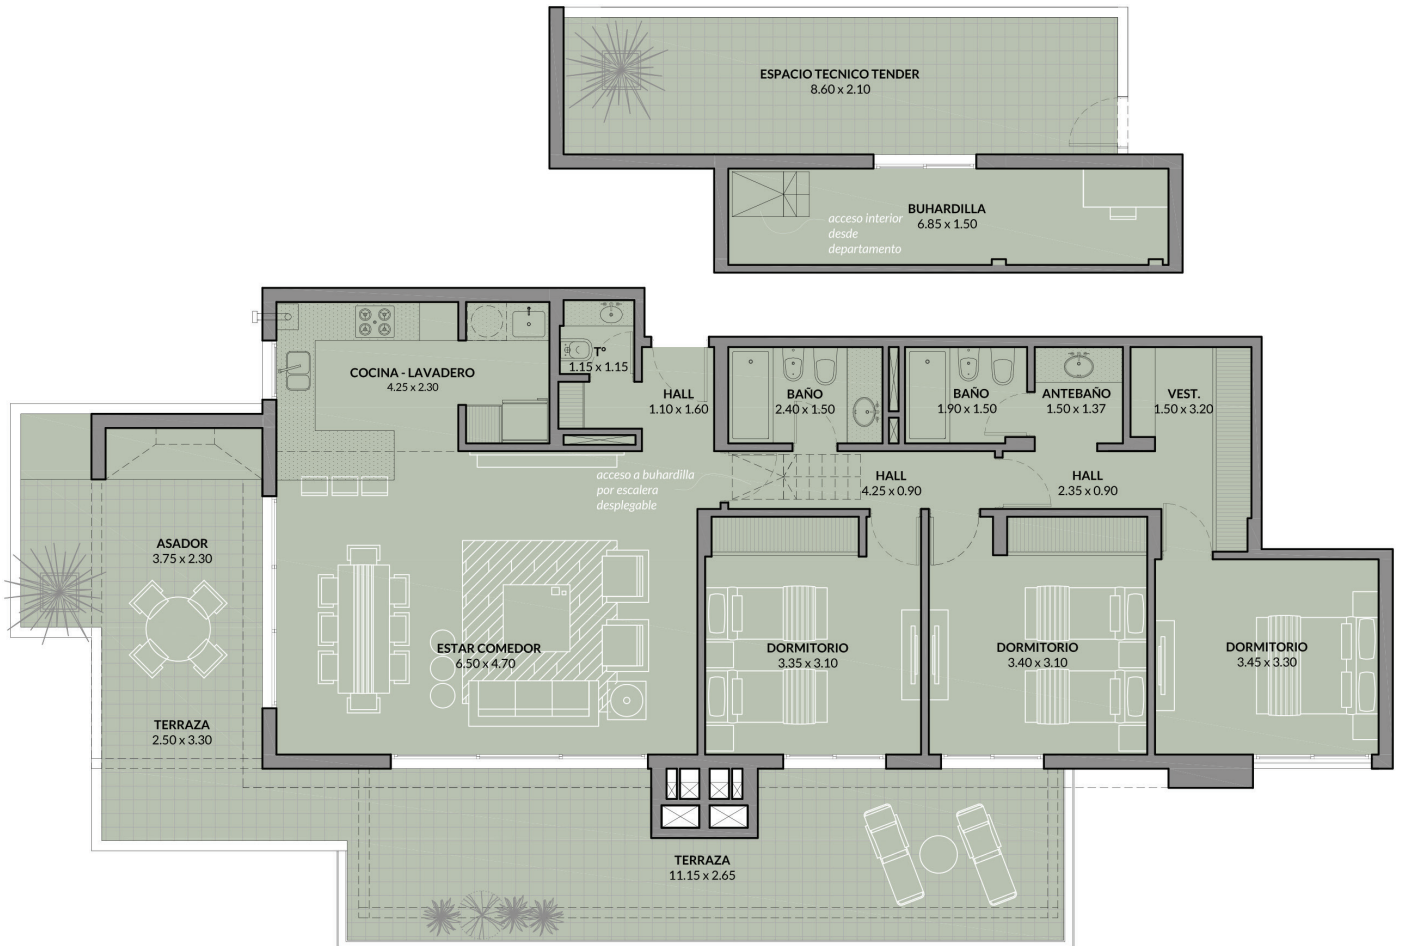 ESPACIO TECNICO TENDER
8.60 x 2.10
BUHARDILLA
6.85 x 1.50
acceso interior
desde
departamento
COCINA - LAVADERO
4.25 x 2.30
T°
1.15 x 1.15
HALL
1.10 x 1.60
BAÑO
2.40 x 1.50
BAÑO
1.90 x 1.50
ANTEBAÑO
1.50 x 1.37
VEST.
1.50 x 3.20
acceso a buhardilla
por escalera
desplegable
HALL
4.25 x 0.90
HALL
2.35 x 0.90
ASADOR
3.75 x 2.30
ESTAR COMEDOR
6.50 x 4.70
DORMITORIO
3.35 x 3.10
DORMITORIO
3.40 x 3.10
DORMITORIO
3.45 x 3.30
TERRAZA
2.50 x 3.30
TERRAZA
11.15 x 2.65